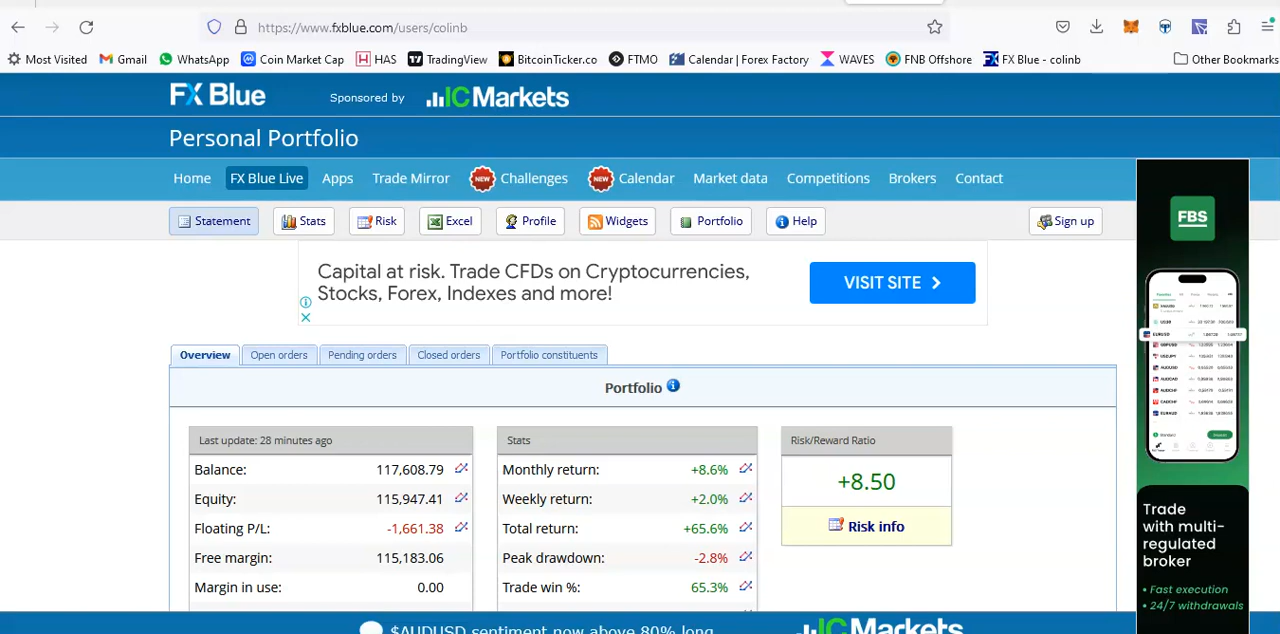 https://www.fxblue.com/users/colinb
Most Visited Gmail WhatsApp Coin Market Cap HAS TradingView BitcoinTicker.co FTMO Calendar | Forex Factory WAVES FNB Offshore FX Blue - colinb Other Bookmarks
FX Blue Sponsored by IC Markets
Personal Portfolio
Home FX Blue Live Apps Trade Mirror NEW Challenges NEW Calendar Market data Competitions Brokers Contact
Statement Stats Risk Excel Profile Widgets Portfolio Help Sign up
FBS
Capital at risk. Trade CFDs on Cryptocurrencies,
Stocks, Forex, Indexes and more!
VISIT SITE
Overview Open orders Pending orders Closed orders Portfolio constituents
Portfolio
Last update: 28 minutes ago
Balance: 117,608.79
Equity: 115,947.41
Floating P/L: -1,661.38
Free margin: 115,183.06
Margin in use: 0.00
Stats
Monthly return: +8.6%
Weekly return: +2.0%
Total return: +65.6%
Peak drawdown: -2.8%
Trade win %: 65.3%
Risk/Reward Ratio
+8.50
Risk info
Trade
with multi-
regulated
broker
• Fast execution
• 24/7 withdrawals
$AUDUSD sentiment now above 80% long
IC Markets